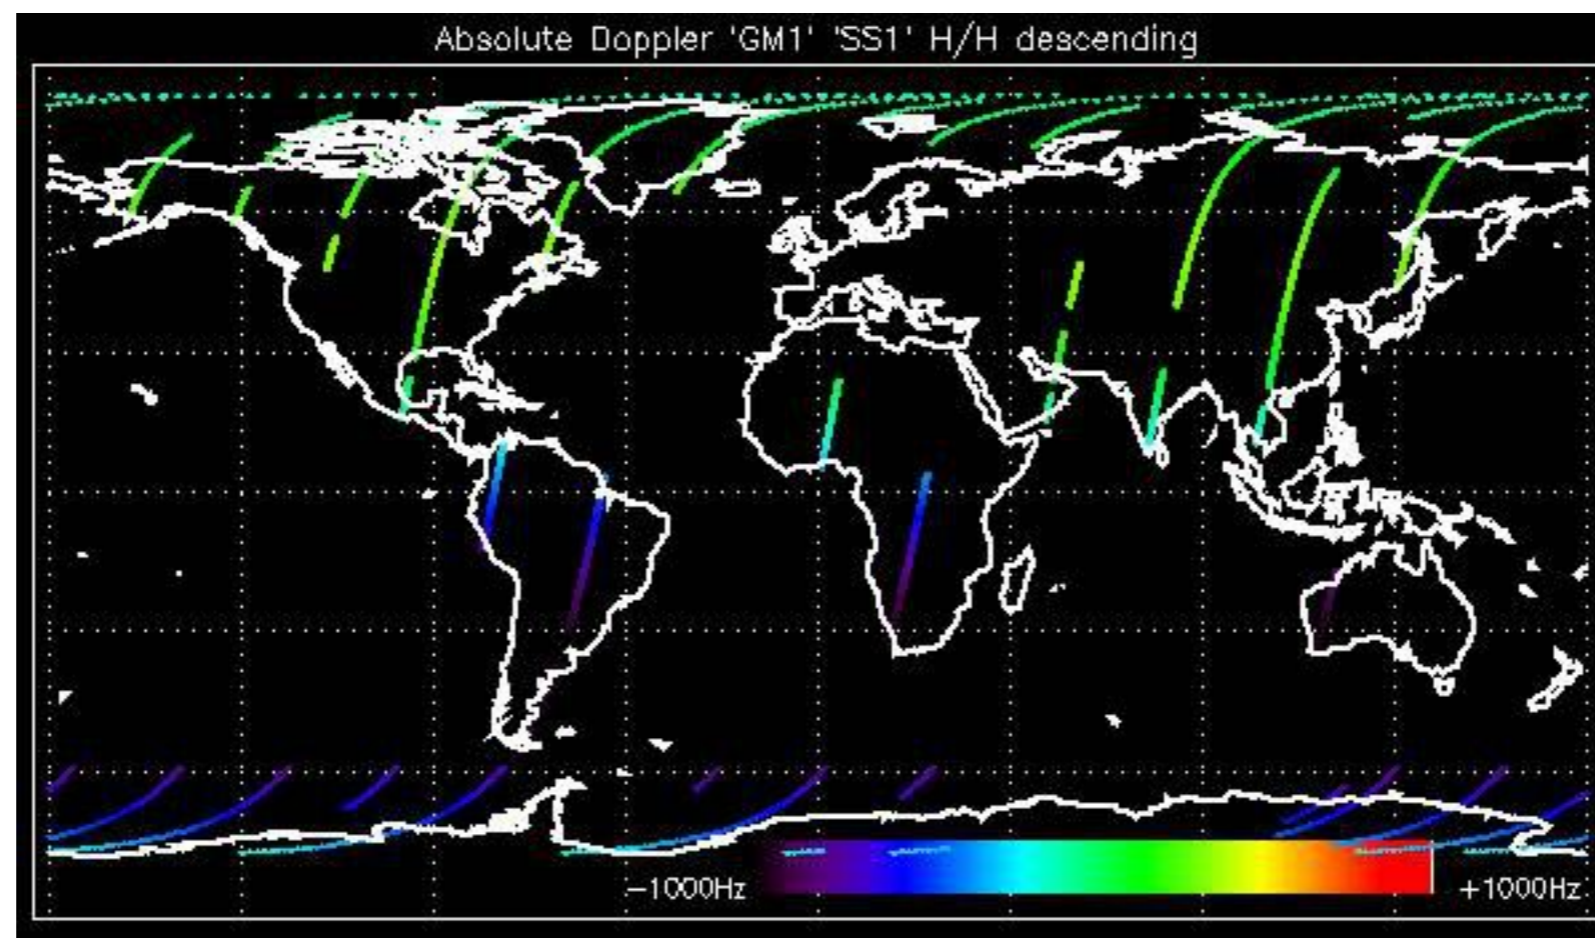 Absolute Doppler 'GM1' 'SS1' H/H descending
−1000Hz +1000Hz